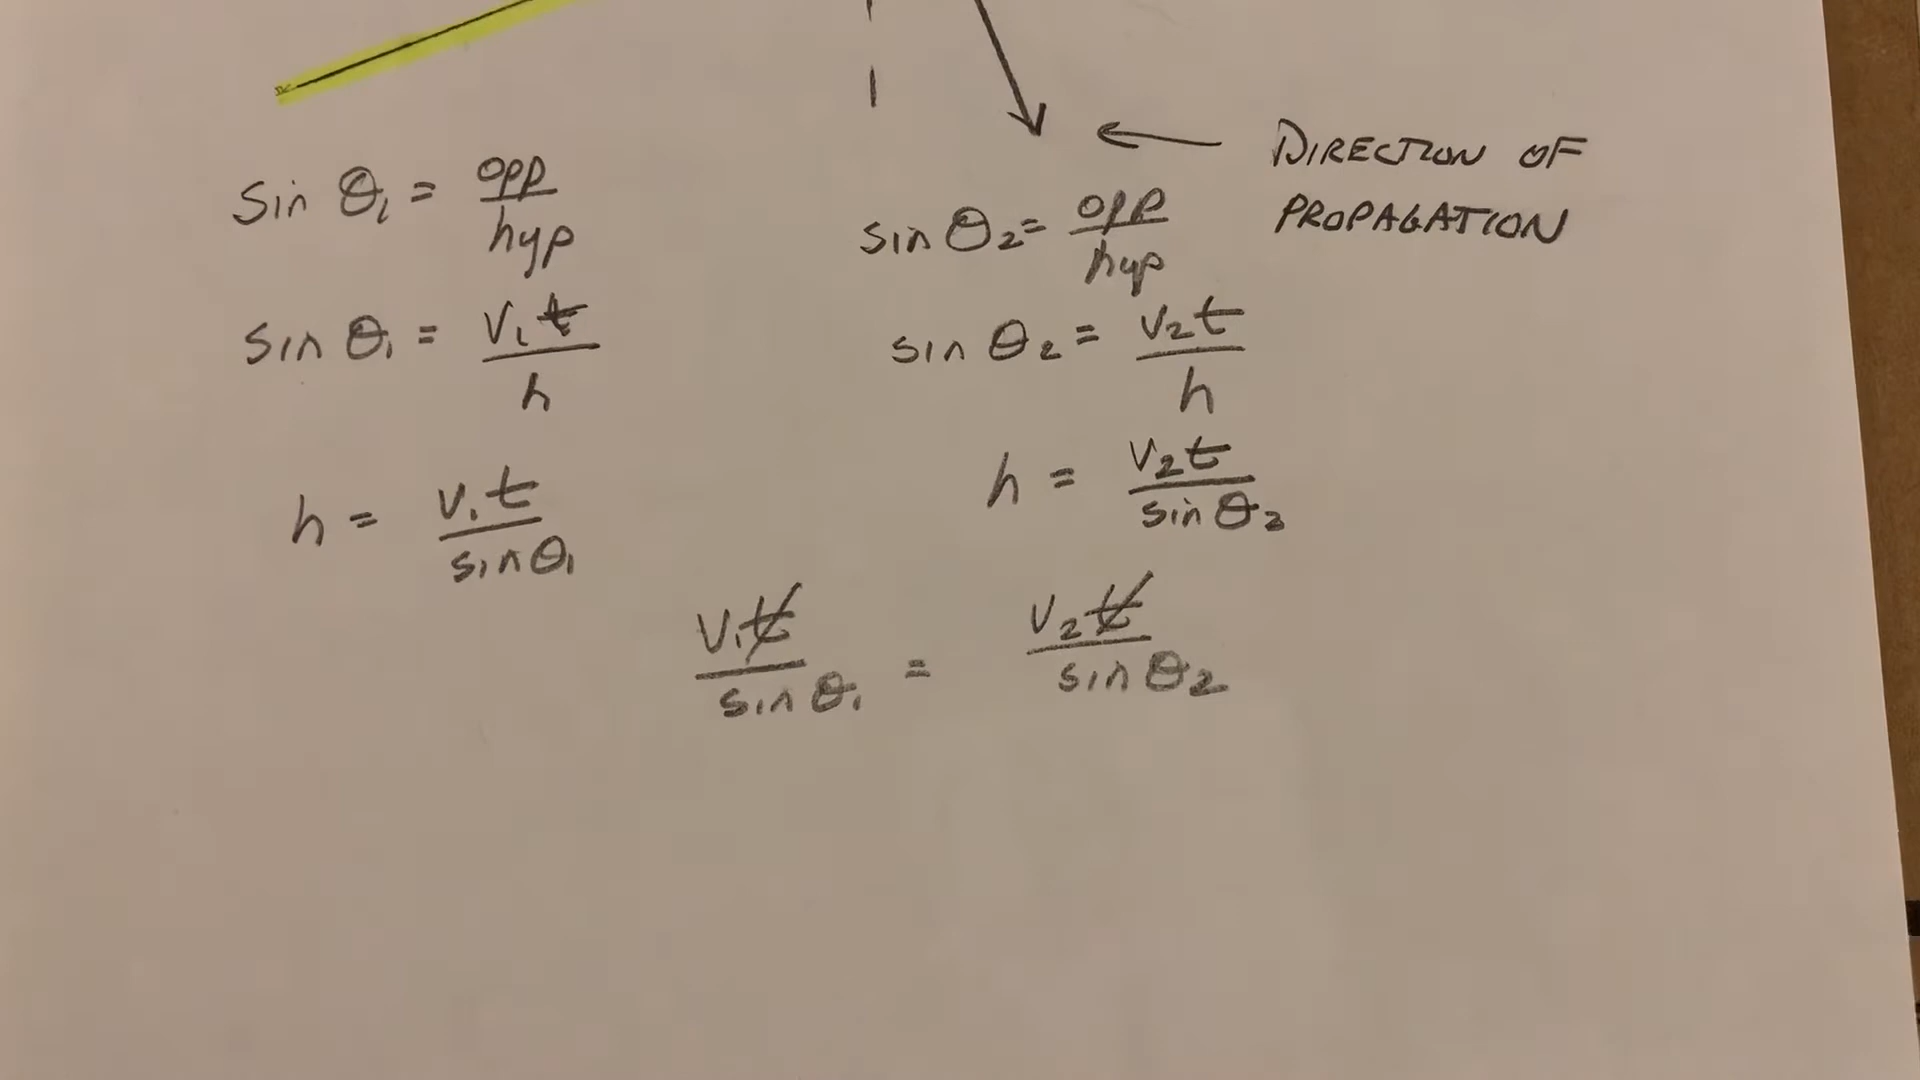 DIRECTION OF
PROPAGATION
sin θ₁ = opp/hyp
sin θ₁ = v₁t/h
h = v₁t/sin θ₁
sin θ₂ = opp/hyp
sin θ₂ = v₂t/h
h = v₂t/sin θ₂
v₁t/sin θ₁ = v₂t/sin θ₂